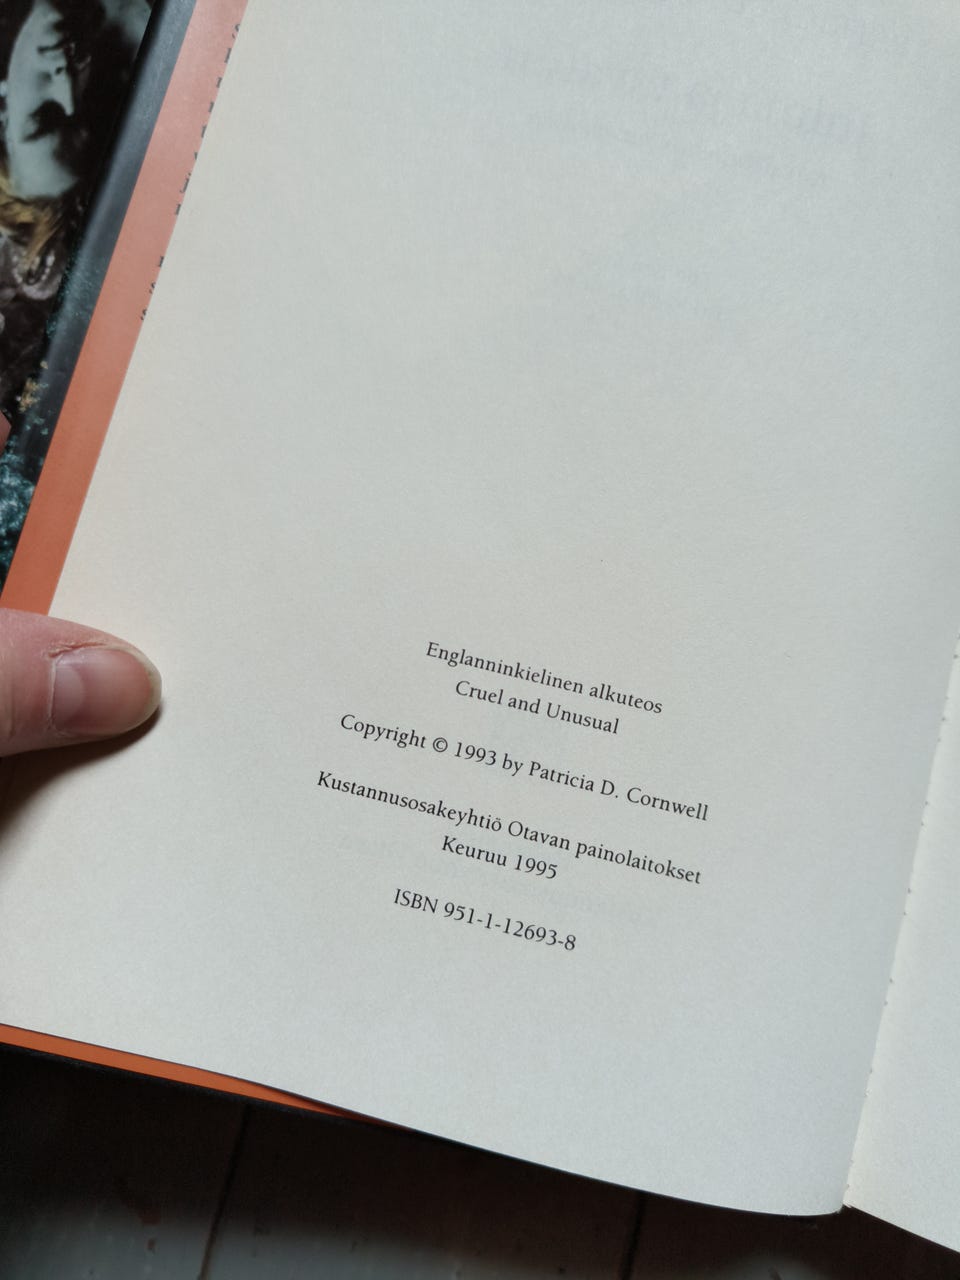 Englanninkielinen alkuteos
Cruel and Unusual
Copyright © 1993 by Patricia D. Cornwell
Kustannusosakeyhtiö Otavan painolaitokset
Keuruu 1995
ISBN 951-1-12693-8